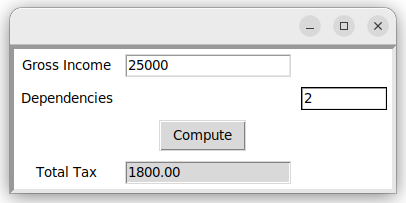 Gross Income 25000
Dependencies 2
Compute
Total Tax 1800.00